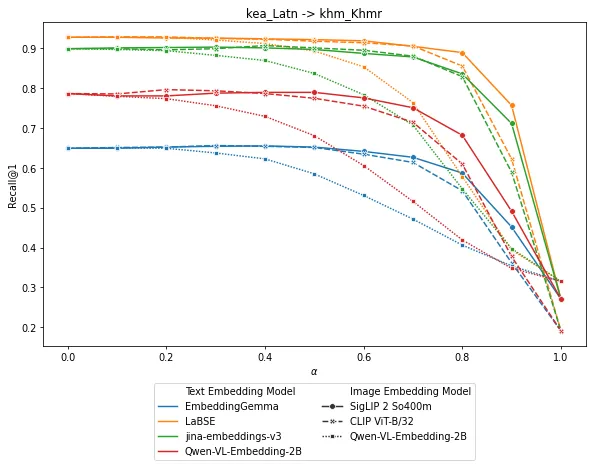 kea_Latn -> khm_Khmr
Recall@1
0.9
0.8
0.7
0.6
0.5
0.4
0.3
0.2
0.0 0.2 0.4 0.6 0.8 1.0
α
Text Embedding Model
EmbeddingGemma
LaBSE
jina-embeddings-v3
Qwen-VL-Embedding-2B
Image Embedding Model
SigLIP 2 So400m
CLIP ViT-B/32
Qwen-VL-Embedding-2B